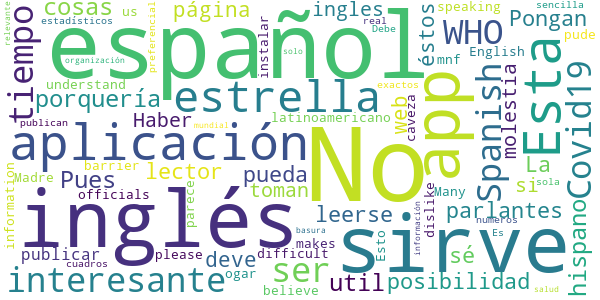 estadísticos
us
cosas
página
ingles
speaking
real
sencilla
relevante
tiempo
español
preferencial
instalar
solo
éstos
WHO
Debe
English
mnf
Pongan
pude
organización
understand
porquería
estrella
Web
caveza
Spanish
molestia
Esta
Covid19
exactos
publican
Haber
latinoamericano
app
No
aplicación
mundial
barrier
lector
La
Pues
pueda
sí
sola
Madre
officials
parece
toman
dislike
Many
parlantes
hispano
information
inglés
leerse
sirve
numeros
Es
please
makes
Esto
información
publicar
deve
difficult
ser
basura
sé
cuadros
interesante
ogar
believe
util
posibilidad
salud